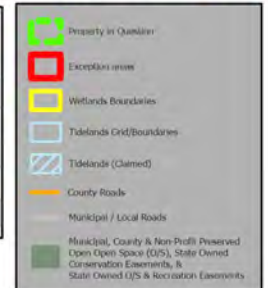 Property in Question
Exception areas
Wetlands Boundaries
Tidelands Grid/Boundaries
Tidelands (Claimed)
County Roads
Municipal / Local Roads
Municipal, County & Non-Profit Preserved
Open Open Space (O/S), State Owned
Conservation Easements, &
State Owned O/S & Recreation Easements